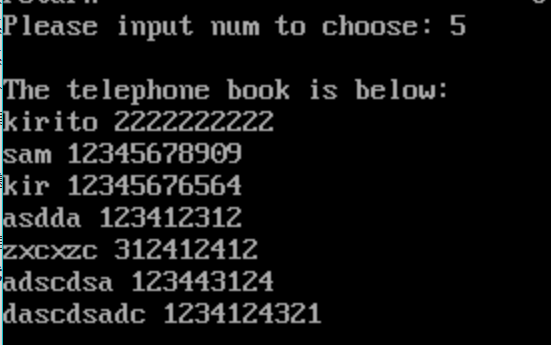 Please input num to choose: 5
The telephone book is below:
kirito 2222222222
sam 12345678909
kir 12345676564
asdda 123412312
zxcxzc 312412412
adscdsa 123443124
dascdsadc 1234124321